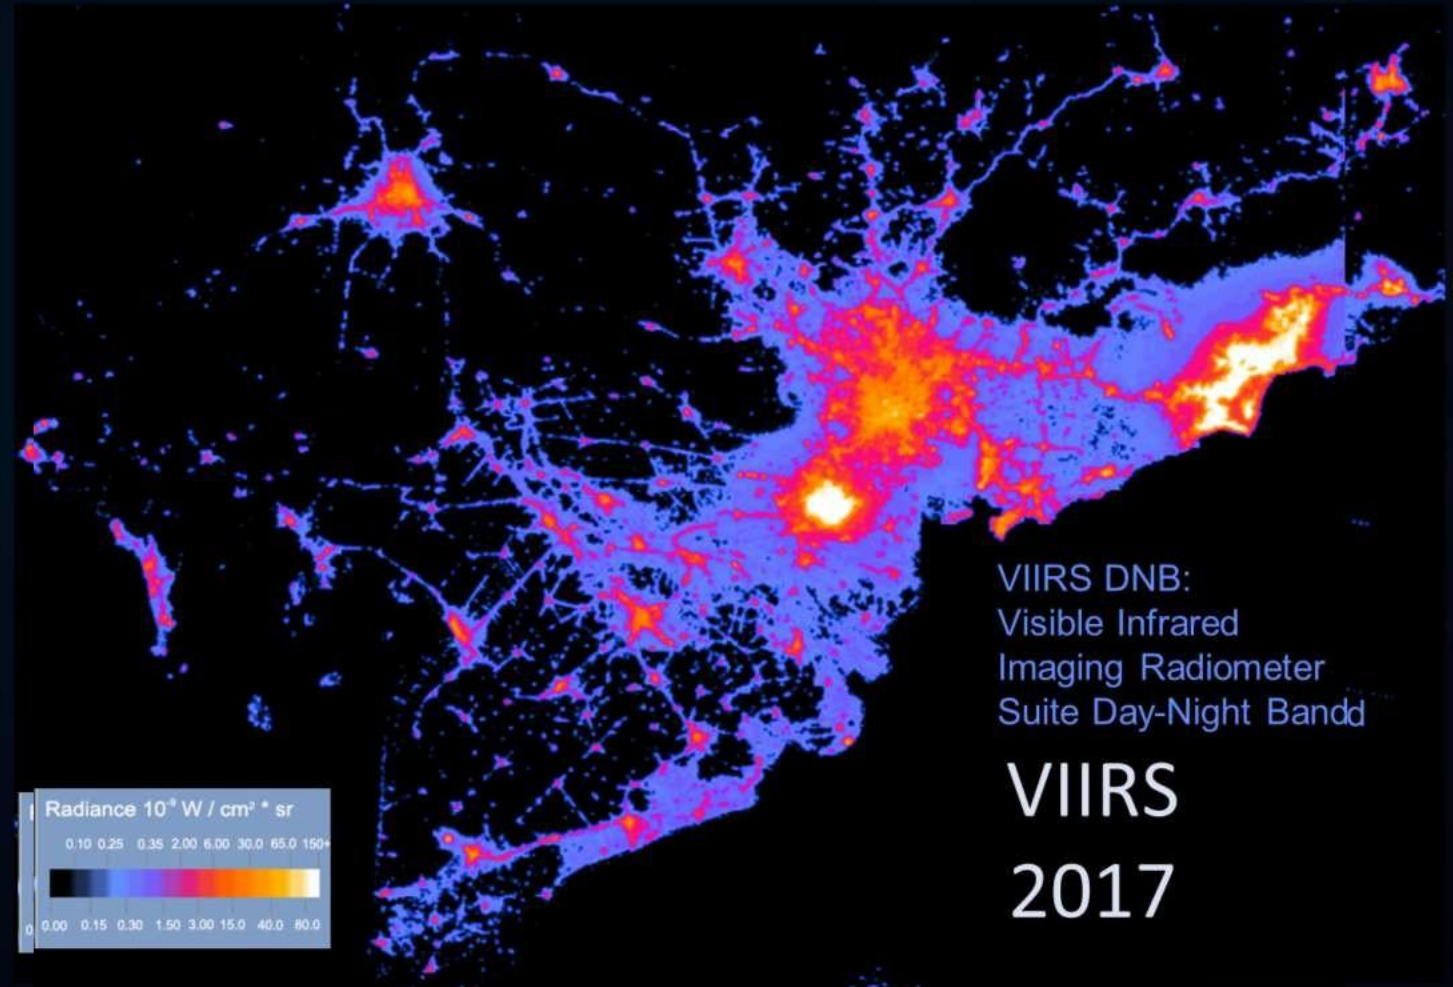 VIIRS DNB:
Visible Infrared
Imaging Radiometer
Suite Day-Night Bandd
VIIRS
2017
Radiance 10⁻⁹ W / cm² * sr
0.10 0.25 0.35 2.00 6.00 30.0 65.0 150+
0 0.00 0.15 0.30 1.50 3.00 15.0 40.0 80.0